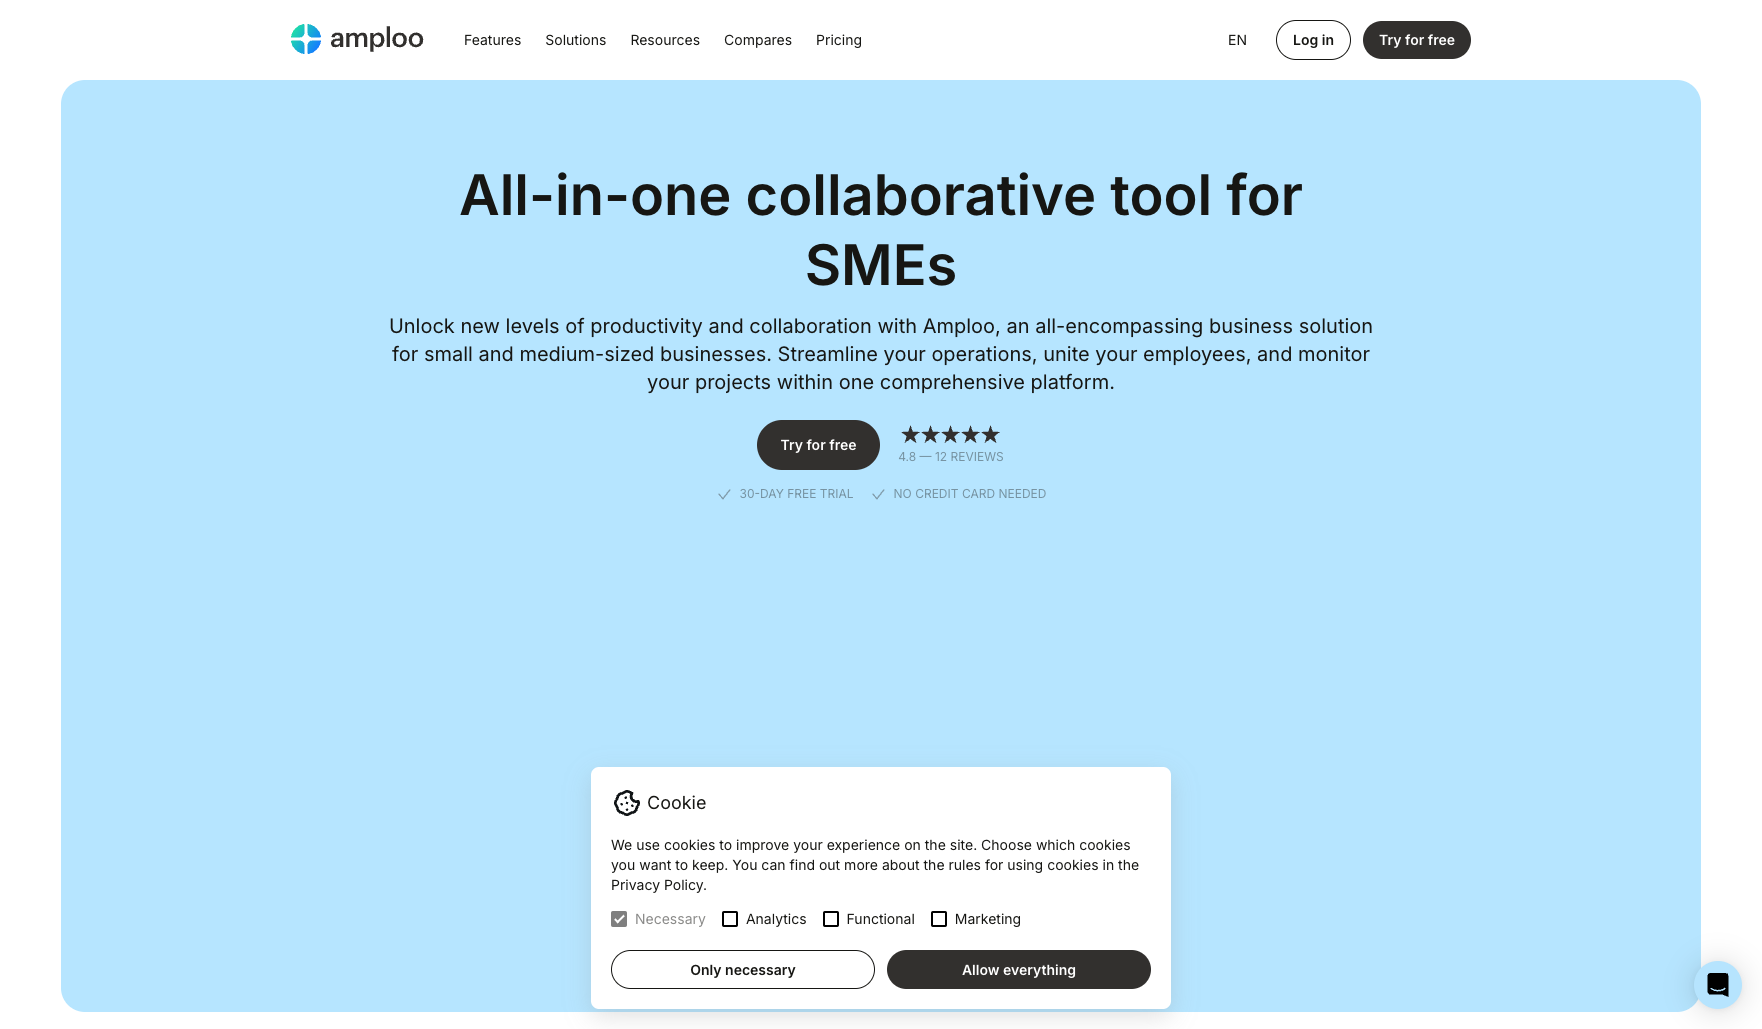 amploo
Features
Solutions
Resources
Compares
Pricing
EN
Log in
Try for free
All-in-one collaborative tool for
SMEs
Unlock new levels of productivity and collaboration with Amploo, an all-encompassing business solution
for small and medium-sized businesses. Streamline your operations, unite your employees, and monitor
your projects within one comprehensive platform.
Try for free
4.8 — 12 REVIEWS
30-DAY FREE TRIAL
NO CREDIT CARD NEEDED
Cookie
We use cookies to improve your experience on the site. Choose which cookies
you want to keep. You can find out more about the rules for using cookies in the
Privacy Policy.
Necessary
Analytics
Functional
Marketing
Only necessary
Allow everything